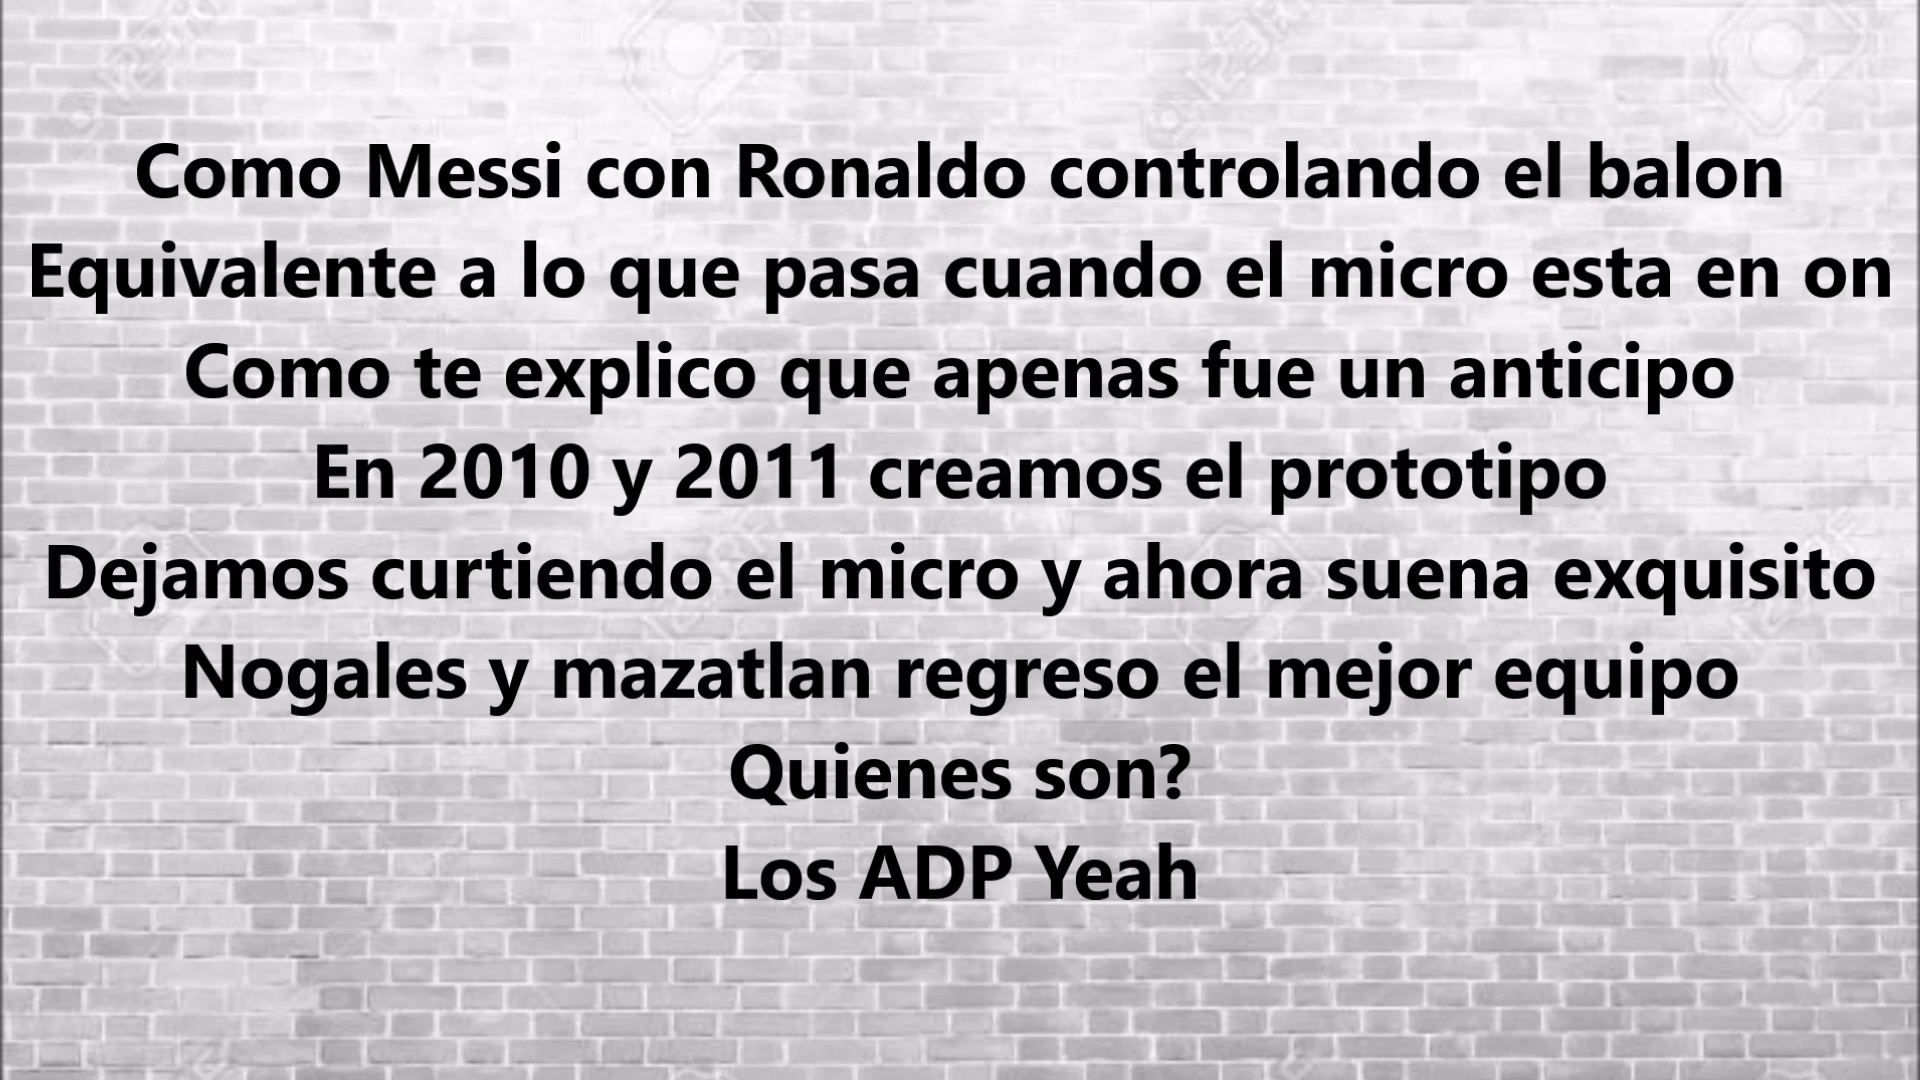 Como Messi con Ronaldo controlando el balon
Equivalente a lo que pasa cuando el micro esta en on
Como te explico que apenas fue un anticipo
En 2010 y 2011 creamos el prototipo
Dejamos curtiendo el micro y ahora suena exquisito
Nogales y mazatlan regreso el mejor equipo
Quienes son?
Los ADP Yeah